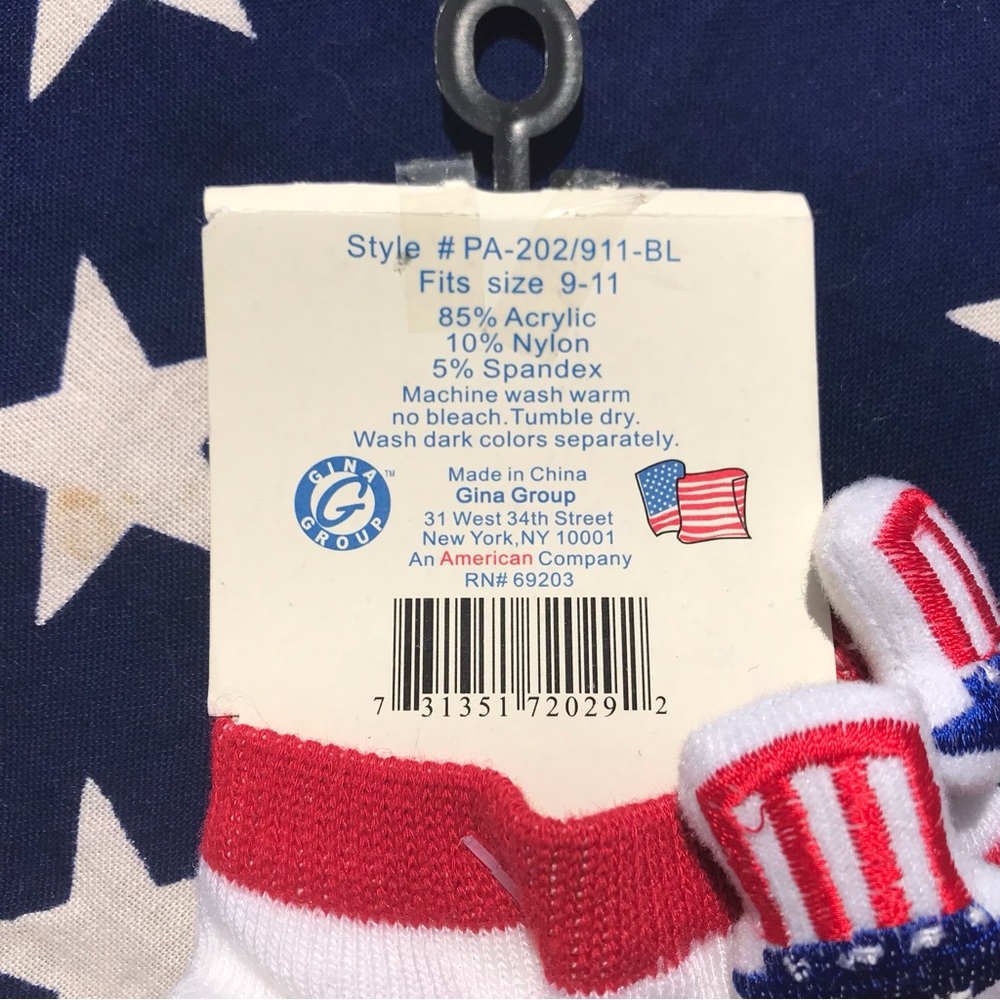 Style # PA-202/911-BL
Fits size 9-11
85% Acrylic
10% Nylon
5% Spandex
Machine wash warm
no bleach.Tumble dry.
Wash dark colors separately.
GINA G GROUP ™
Made in China
Gina Group
31 West 34th Street
New York,NY 10001
An American Company
RN# 69203
7 31351 72029 2